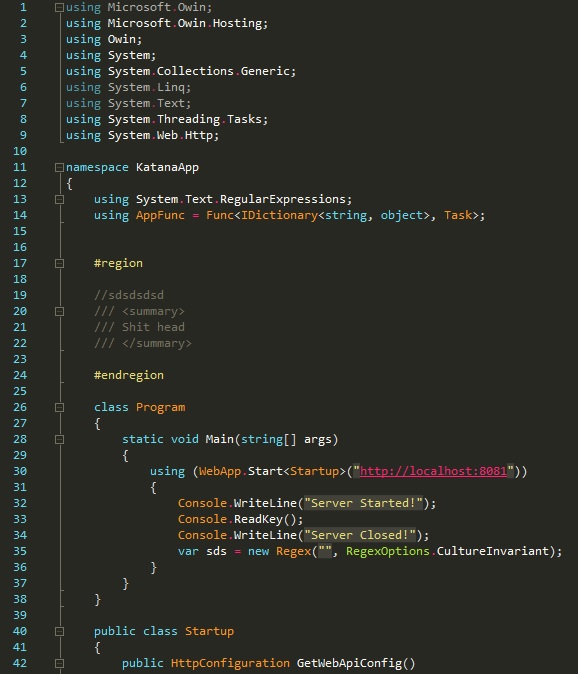 1 using Microsoft.Owin;
2 using Microsoft.Owin.Hosting;
3 using Owin;
4 using System;
5 using System.Collections.Generic;
6 using System.Linq;
7 using System.Text;
8 using System.Threading.Tasks;
9 using System.Web.Http;
10
11 namespace KatanaApp
12 {
13 using System.Text.RegularExpressions;
14 using AppFunc = Func<IDictionary<string, object>, Task>;
15
16
17 #region
18
19 //sdsdsdsd
20 /// <summary>
21 /// Shit head
22 /// </summary>
23
24 #endregion
25
26 class Program
27 {
28 static void Main(string[] args)
29 {
30 using (WebApp.Start<Startup>("http://localhost:8081"))
31 {
32 Console.WriteLine("Server Started!");
33 Console.ReadKey();
34 Console.WriteLine("Server Closed!");
35 var sds = new Regex("", RegexOptions.CultureInvariant);
36 }
37 }
38 }
39
40 public class Startup
41 {
42 public HttpConfiguration GetWebApiConfig()